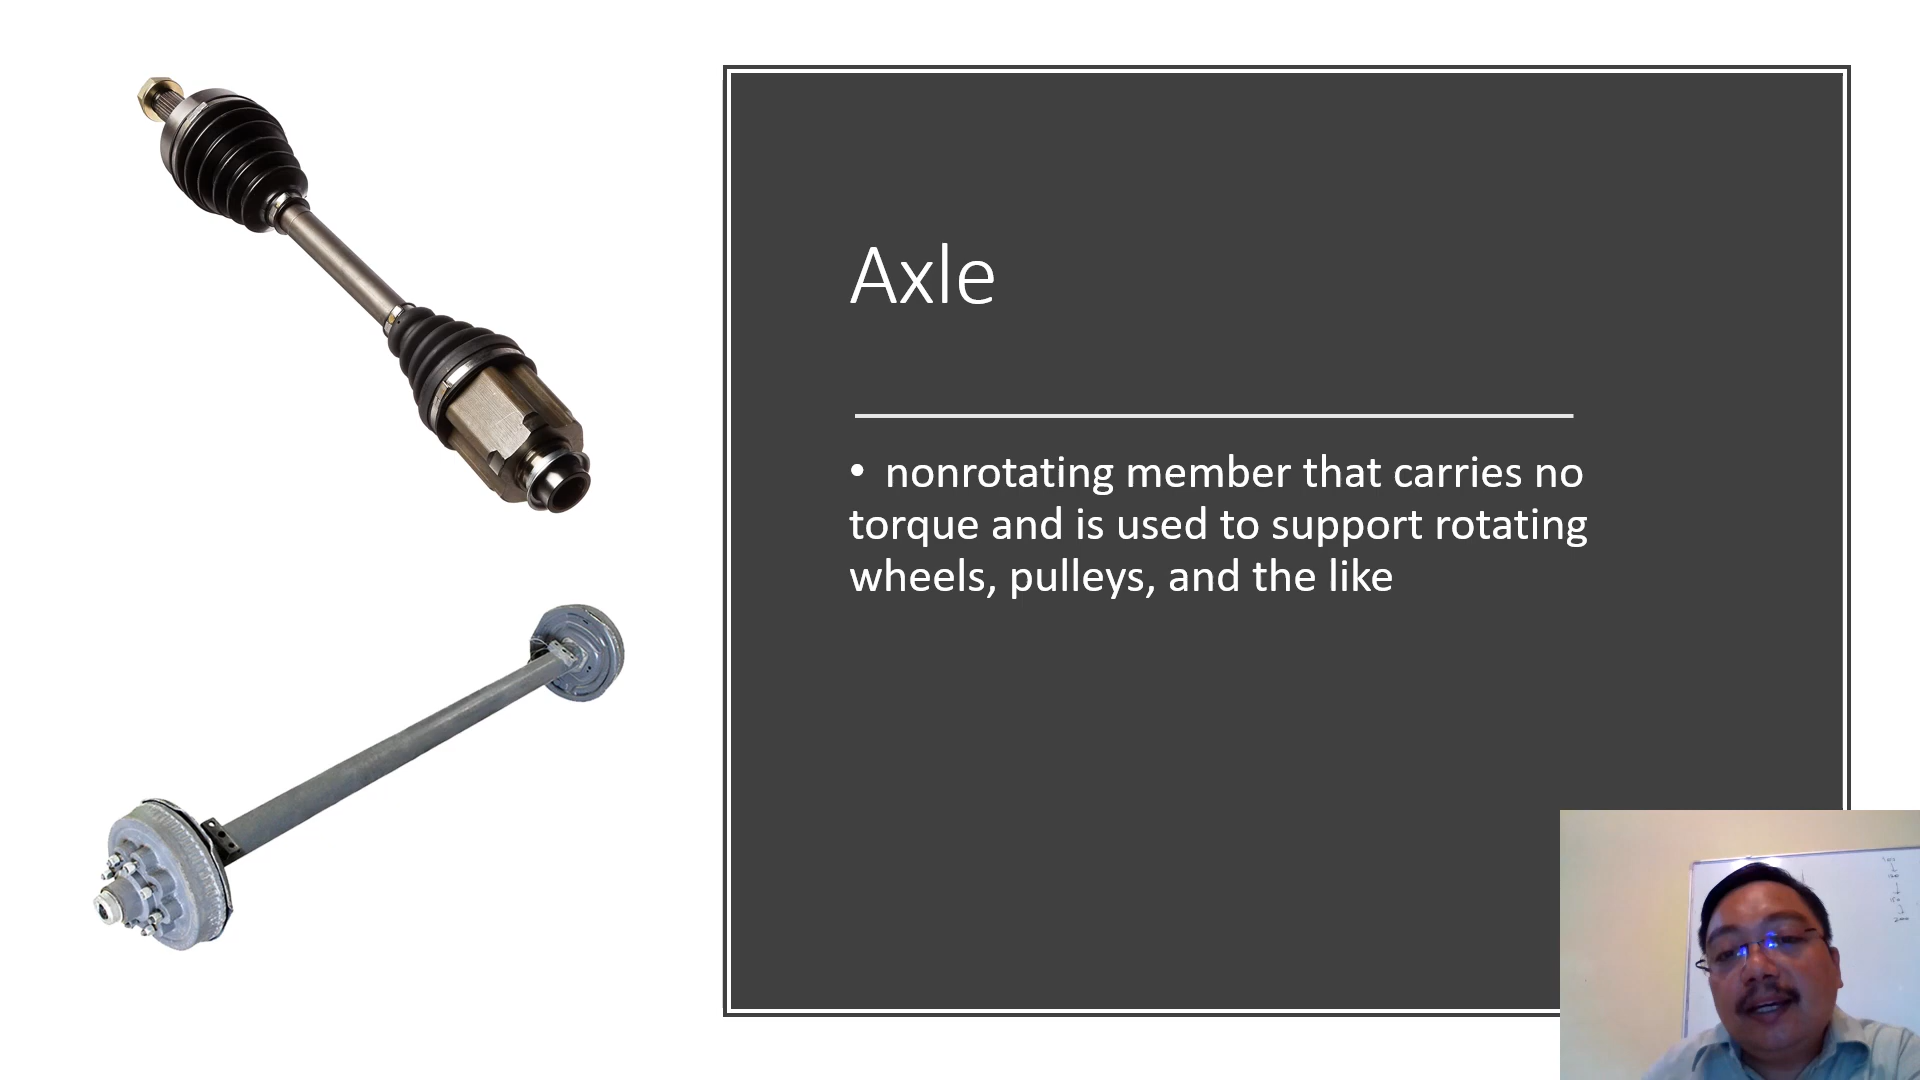 Axle
• nonrotating member that carries no
torque and is used to support rotating
wheels, pulleys, and the like